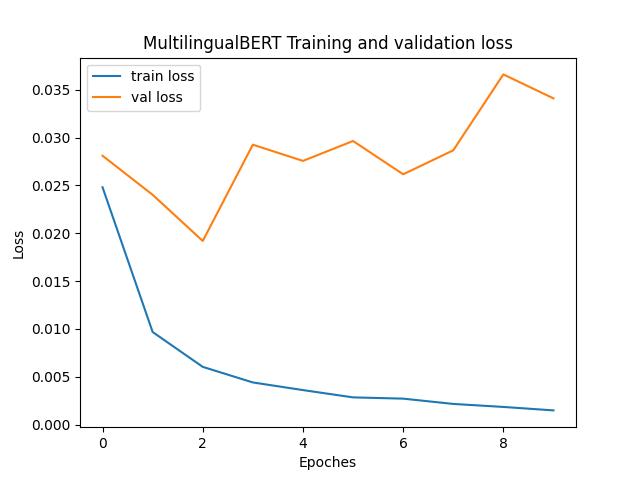 MultilingualBERT Training and validation loss
train loss
val loss
0.035
0.030
0.025
0.020
0.015
0.010
0.005
0.000
Loss
0 2 4 6 8
Epoches